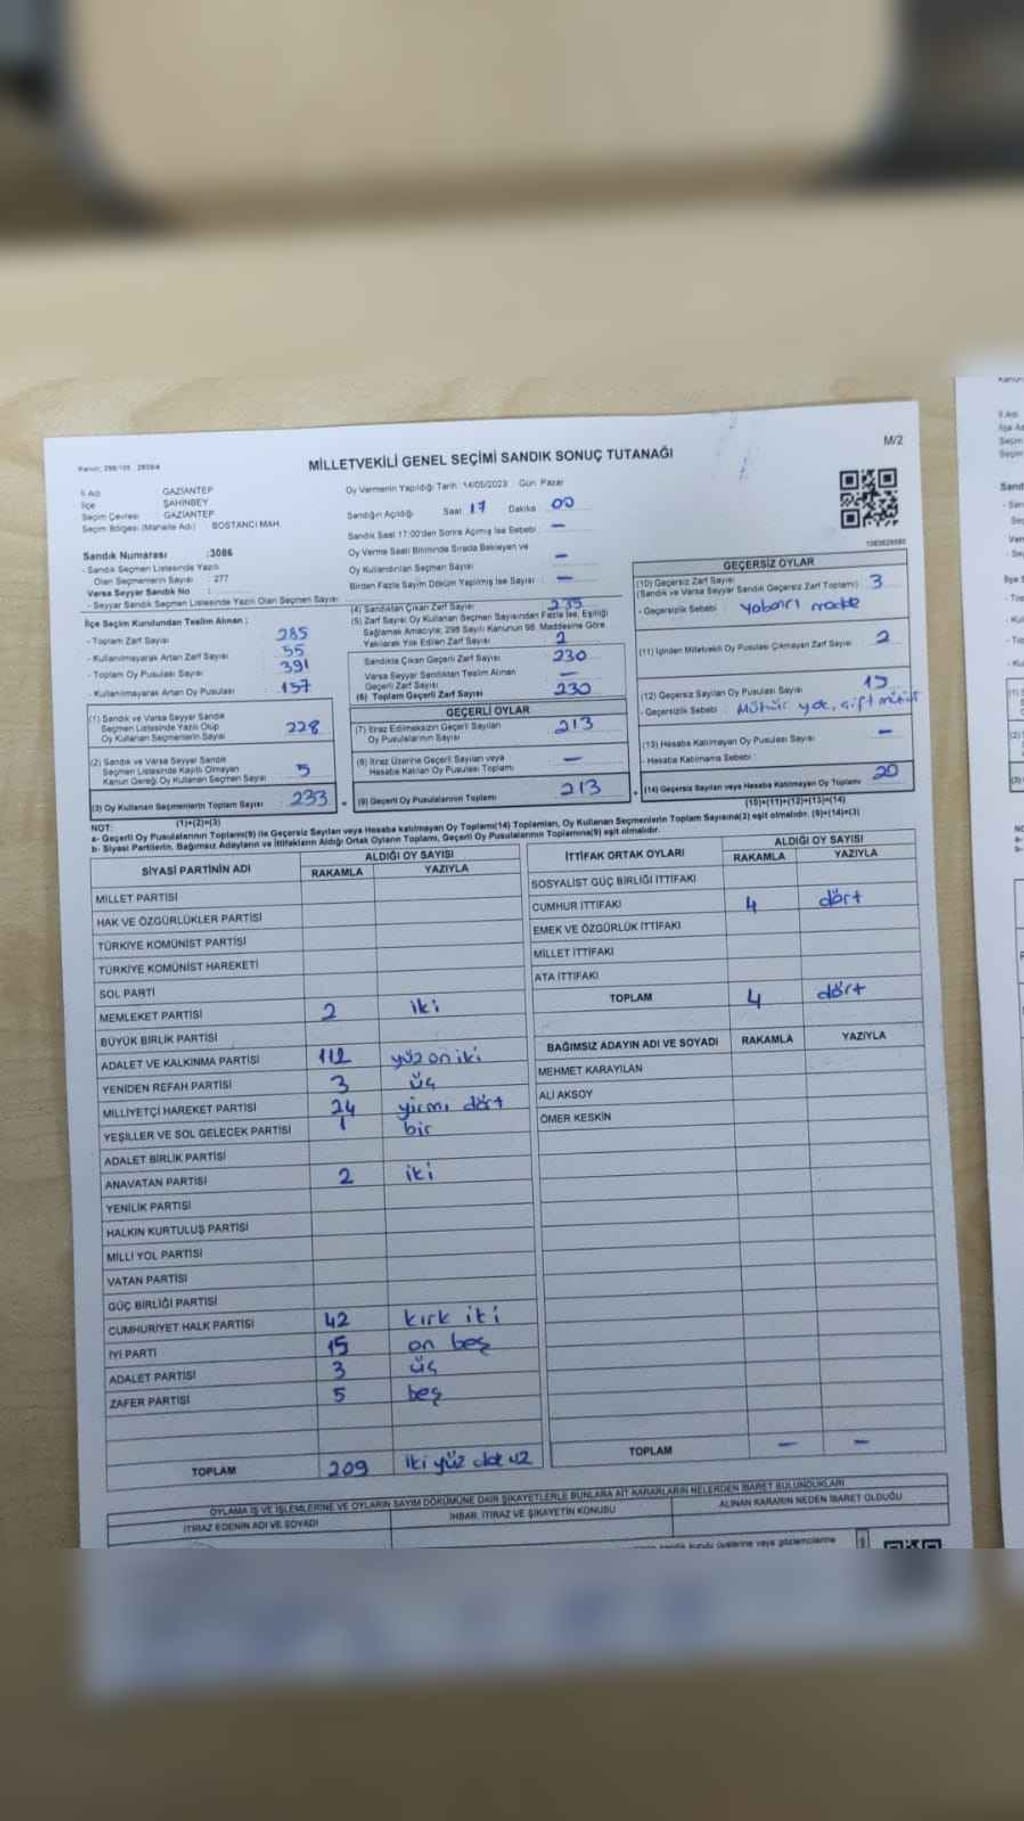 M/2
MİLLETVEKİLİ GENEL SEÇİMİ SANDIK SONUÇ TUTANAĞI
İl Adı GAZİANTEP
İlçe ŞAHİNBEY
Seçim Çevresi GAZİANTEP
Seçim Bölgesi (Mahalle Adı) BOSTANCI MAH.
Sandık Numarası :3086
- Sandık Seçmen Listesinde Yazılı
Olan Seçmenlerin Sayısı : 277
Varsa Seyyar Sandık No :
- Seyyar Sandık Seçmen Listesinde Yazılı Olan Seçmen Sayısı
İlçe Seçim Kurulundan Teslim Alınan :
- Toplam Zarf Sayısı 285
- Kullanılmayarak Artan Zarf Sayısı 55
- Toplam Oy Pusulası Sayısı 391
- Kullanılmayarak Artan Oy Pusulası 157
(1) Sandık ve Varsa Seyyar Sandık
Seçmen Listesinde Yazılı Olup
Oy Kullanan Seçmenlerin Sayısı 228
(2) Sandık ve Varsa Seyyar Sandık
Seçmen Listesinde Kayıtlı Olmayan
Kanun Gereği Oy Kullanan Seçmen Sayısı 5
(3) Oy Kullanan Seçmenlerin Toplam Sayısı 233
(1)+(2)=(3)
Oy Vermenin Yapıldığı Tarih 14/05/2023 Gün Pazar
Sandığın Açıldığı Saat 17 Dakika 00
Sandık Saat 17:00'den Sonra Açılmış İse Sebebi -
Oy Verme Saati Bitiminde Sırada Bekleyen ve
Oy Kullandırılan Seçmen Sayısı -
Birden Fazla Sayım Döküm Yapılmış İse Sayısı -
(4) Sandıktan Çıkan Zarf Sayısı
(5) Zarf Sayısı Oy Kullanan Seçmen Sayısından Fazla İse, Eşitliği
Sağlamak Amacıyla, 298 Sayılı Kanunun 98. Maddesine Göre
Yakılarak Yok Edilen Zarf Sayısı 2
Sandıkta Çıkan Geçerli Zarf Sayısı 230
Varsa Seyyar Sandıktan Teslim Alınan
Geçerli Zarf Sayısı -
(6) Toplam Geçerli Zarf Sayısı 230
GEÇERLİ OYLAR
(7) İtiraz Edilmeksizin Geçerli Sayılan
Oy Pusulalarının Sayısı 213
(8) İtiraz Üzerine Geçerli Sayılan veya
Hesaba Katılan Oy Pusulası Toplamı -
(9) Geçerli Oy Pusulalarının Toplamı 213
GEÇERSİZ OYLAR
(10) Geçersiz Zarf Sayısı
(Sandık ve Varsa Seyyar Sandık Geçersiz Zarf Toplamı) 3
- Geçersizlik Sebebi Yabancı madde
(11) İçinden Milletvekili Oy Pusulası Çıkmayan Zarf Sayısı 2
(12) Geçersiz Sayılan Oy Pusulası Sayısı 15
- Geçersizlik Sebebi Mühür yok, çift mühür
(13) Hesaba Katılmayan Oy Pusulası Sayısı -
- Hesaba Katılmama Sebebi
(14) Geçersiz Sayılan veya Hesaba Katılmayan Oy Toplamı 20
(10)+(11)+(12)+(13)=(14)
NOT:
a- Geçerli Oy Pusulalarının Toplamı(9) ile Geçersiz Sayılan veya Hesaba katılmayan Oy Toplamı(14) Toplamları, Oy Kullanan Seçmenlerin Toplam Sayısına(3) eşit olmalıdır. (9)+(14)=(3)
b- Siyasi Partilerin, Bağımsız Adayların ve İttifakların Aldığı Ortak Oyların Toplamı, Geçerli Oy Pusulalarının Toplamına(9) eşit olmalıdır.
SİYASİ PARTİNİN ADI ALDIĞI OY SAYISI
RAKAMLA YAZIYLA
MİLLET PARTİSİ
HAK VE ÖZGÜRLÜKLER PARTİSİ
TÜRKİYE KOMÜNİST PARTİSİ
TÜRKİYE KOMÜNİST HAREKETİ
SOL PARTİ
MEMLEKET PARTİSİ 2 iki
BÜYÜK BİRLİK PARTİSİ
ADALET VE KALKINMA PARTİSİ 112 yüz on iki
YENİDEN REFAH PARTİSİ 3 üç
MİLLİYETÇİ HAREKET PARTİSİ 24 yirmi dört
YEŞİLLER VE SOL GELECEK PARTİSİ 1 bir
ADALET BİRLİK PARTİSİ
ANAVATAN PARTİSİ 2 iki
YENİLİK PARTİSİ
HALKIN KURTULUŞ PARTİSİ
MİLLİ YOL PARTİSİ
VATAN PARTİSİ
GÜÇ BİRLİĞİ PARTİSİ
CUMHURİYET HALK PARTİSİ 42 kırk iki
İYİ PARTİ 15 on beş
ADALET PARTİSİ 3 üç
ZAFER PARTİSİ 5 beş
TOPLAM 209 iki yüz dokuz
İTTİFAK ORTAK OYLARI ALDIĞI OY SAYISI
RAKAMLA YAZIYLA
SOSYALİST GÜÇ BİRLİĞİ İTTİFAKI
CUMHUR İTTİFAKI 4 dört
EMEK VE ÖZGÜRLÜK İTTİFAKI
MİLLET İTTİFAKI
ATA İTTİFAKI
TOPLAM 4 dört
BAĞIMSIZ ADAYIN ADI VE SOYADI RAKAMLA YAZIYLA
MEHMET KARAYILAN
ALİ AKSOY
ÖMER KESKİN
TOPLAM - -
OYLAMA İŞ VE İŞLEMLERİNE VE OYLARIN SAYIM DÖKÜMÜNE DAİR ŞİKAYETLERLE BUNLARA AİT KARARLARIN NELERDEN İBARET BULUNDUKLARI
İTİRAZ EDENİN ADI VE SOYADI İHBAR, İTİRAZ VE ŞİKAYETİN KONUSU ALINAN KARARIN NEDEN İBARET OLDUĞU